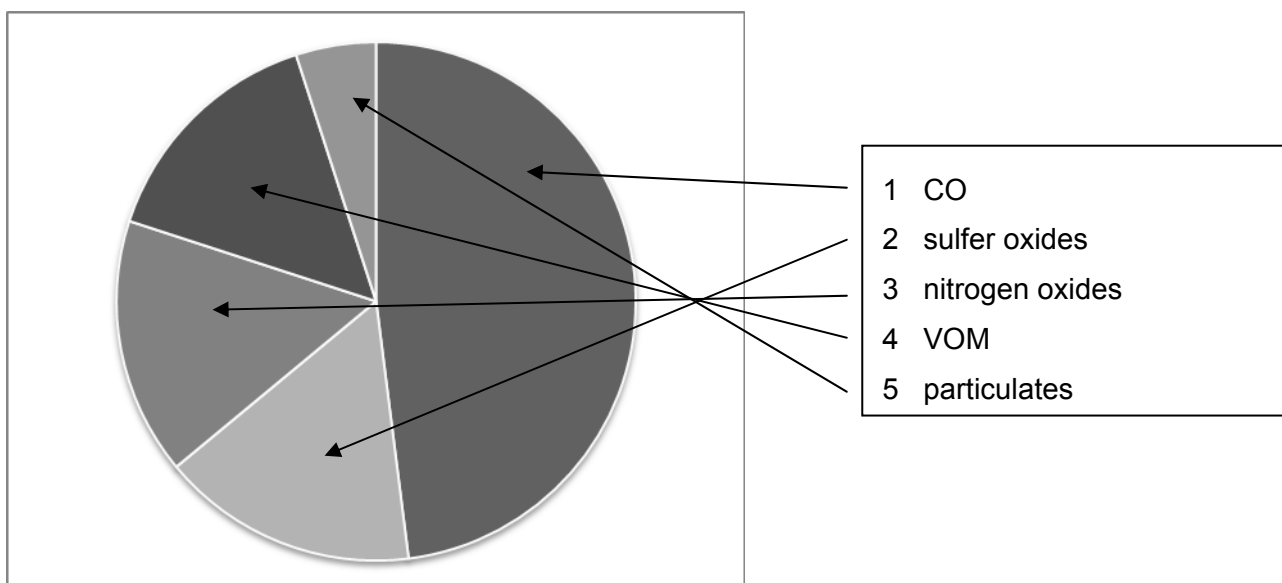 1 CO
2 sulfer oxides
3 nitrogen oxides
4 VOM
5 particulates